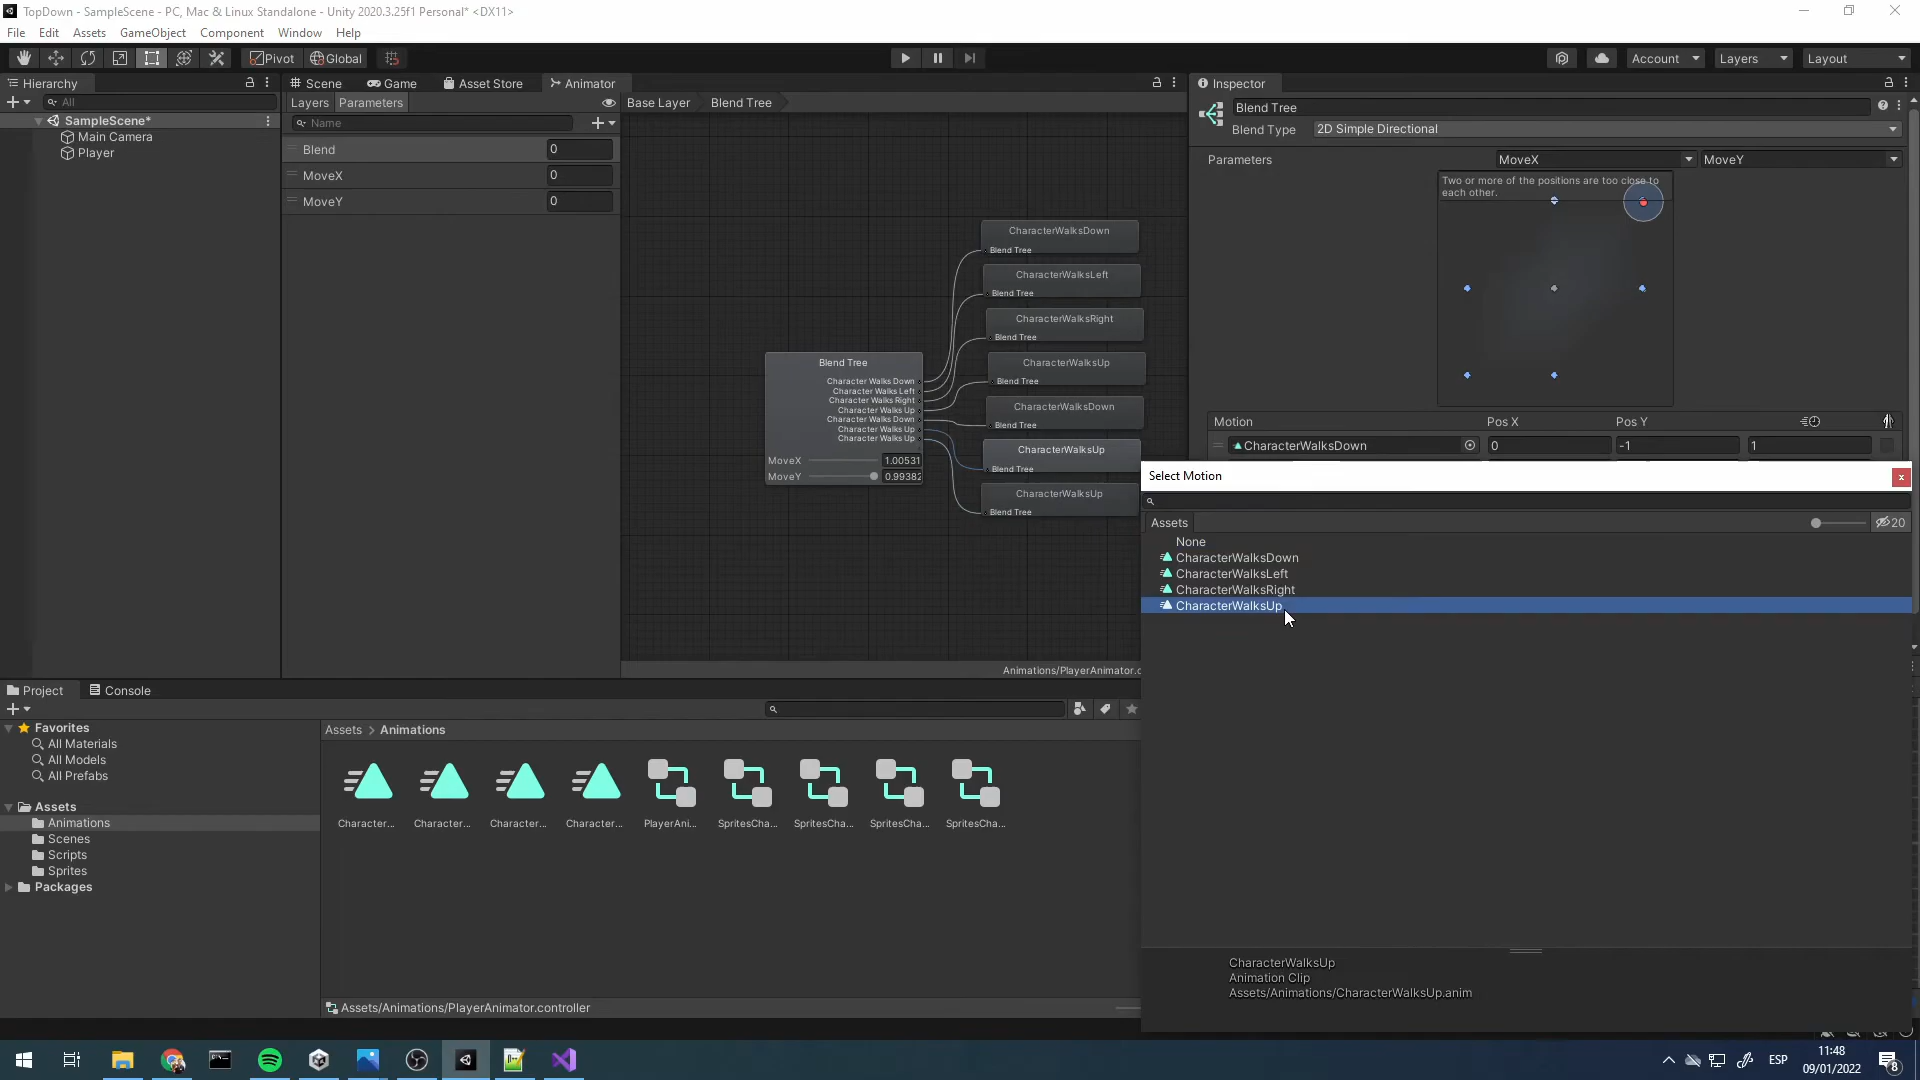 TopDown - SampleScene - PC, Mac & Linux Standalone - Unity 2020.3.25f1 Personal* <DX11>
File Edit Assets GameObject Component Window Help
Pivot Global Account Layers Layout
Hierarchy
All
SampleScene*
Main Camera
Player
Scene Game Asset Store Animator
Layers Parameters
Name
Blend 0
MoveX 0
MoveY 0
Base Layer Blend Tree
CharacterWalksDown
Blend Tree
CharacterWalksLeft
Blend Tree
CharacterWalksRight
Blend Tree
CharacterWalksUp
Blend Tree
CharacterWalksDown
Blend Tree
CharacterWalksUp
Blend Tree
CharacterWalksUp
Blend Tree
Blend Tree
Character Walks Down
Character Walks Left
Character Walks Right
Character Walks Up
Character Walks Down
Character Walks Up
Character Walks Up
MoveX 1.00531
MoveY 0.99382
Animations/PlayerAnimator.c
Inspector
Blend Tree
Blend Type 2D Simple Directional
Parameters MoveX MoveY
Two or more of the positions are too close to
each other.
Motion Pos X Pos Y
CharacterWalksDown 0 -1 1
Select Motion
Assets 20
None
CharacterWalksDown
CharacterWalksLeft
CharacterWalksRight
CharacterWalksUp
CharacterWalksUp
Animation Clip
Assets/Animations/CharacterWalksUp.anim
Project Console
Favorites
All Materials
All Models
All Prefabs
Assets
Animations
Scenes
Scripts
Sprites
Packages
Assets > Animations
Character... Character... Character... Character... PlayerAni... SpritesCha... SpritesCha... SpritesCha... SpritesCha...
Assets/Animations/PlayerAnimator.controller
ESP
11:48
09/01/2022
8